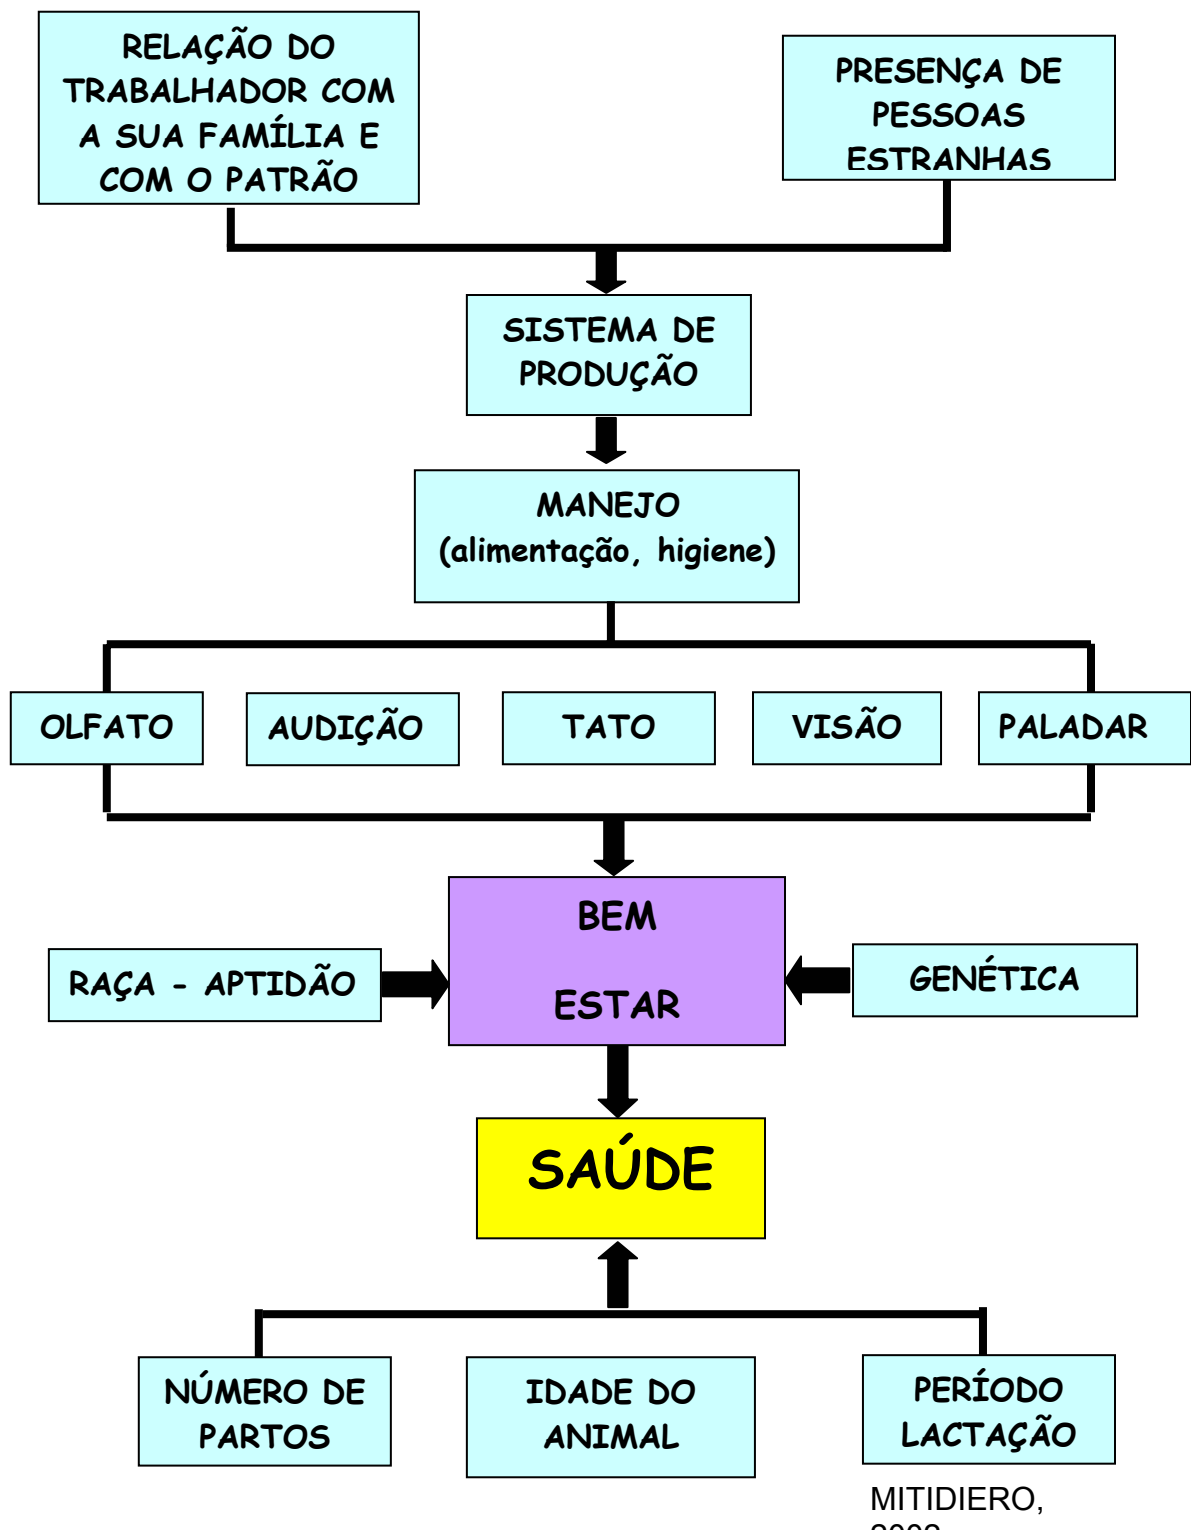 RELAÇÃO DO
TRABALHADOR COM
A SUA FAMÍLIA E
COM O PATRÃO
PRESENÇA DE
PESSOAS
ESTRANHAS
SISTEMA DE
PRODUÇÃO
MANEJO
(alimentação, higiene)
OLFATO
AUDIÇÃO
TATO
VISÃO
PALADAR
BEM
ESTAR
RAÇA - APTIDÃO
GENÉTICA
SAÚDE
NÚMERO DE
PARTOS
IDADE DO
ANIMAL
PERÍODO
LACTAÇÃO
MITIDIERO,